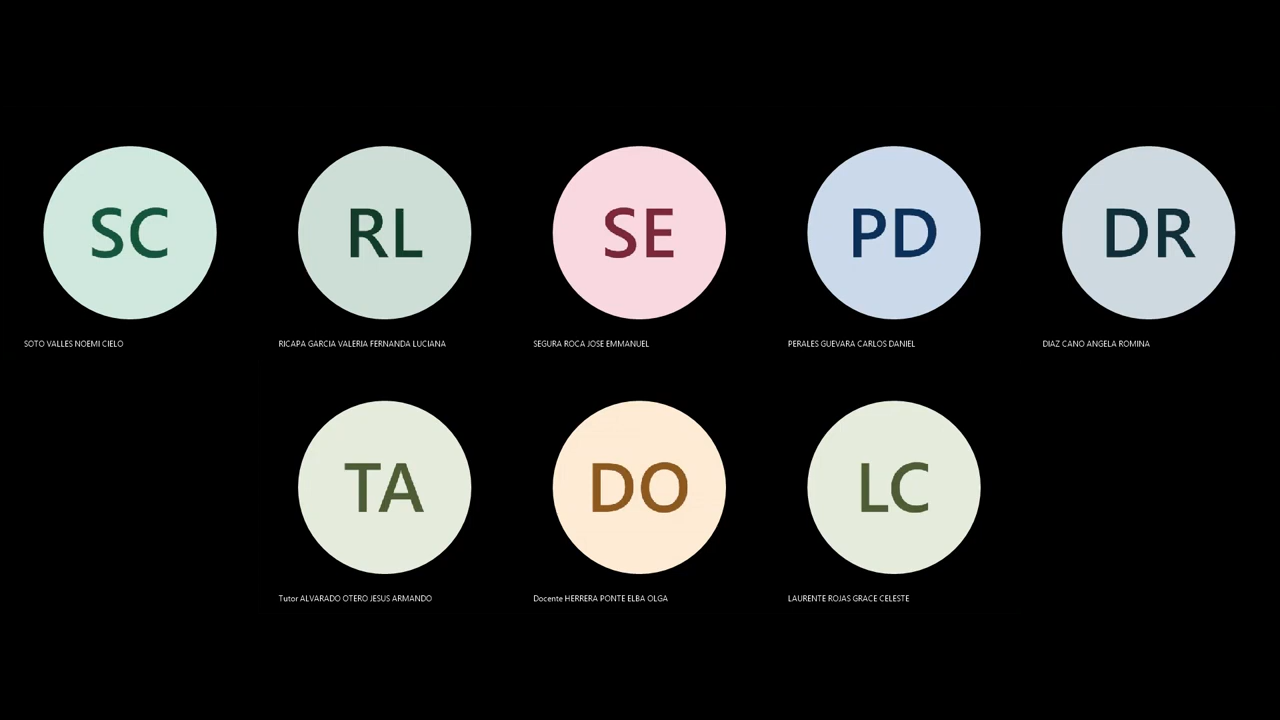 SC
RL
SE
PD
DR
SOTO VALLES NOEMI CIELO
RICAPA GARCIA VALERIA FERNANDA LUCIANA
SEGURA ROCA JOSE EMMANUEL
PERALES GUEVARA CARLOS DANIEL
DIAZ CANO ANGELA ROMINA
TA
DO
LC
Tutor ALVARADO OTERO JESUS ARMANDO
Docente HERRERA PONTE ELBA OLGA
LAURENTE ROJAS GRACE CELESTE